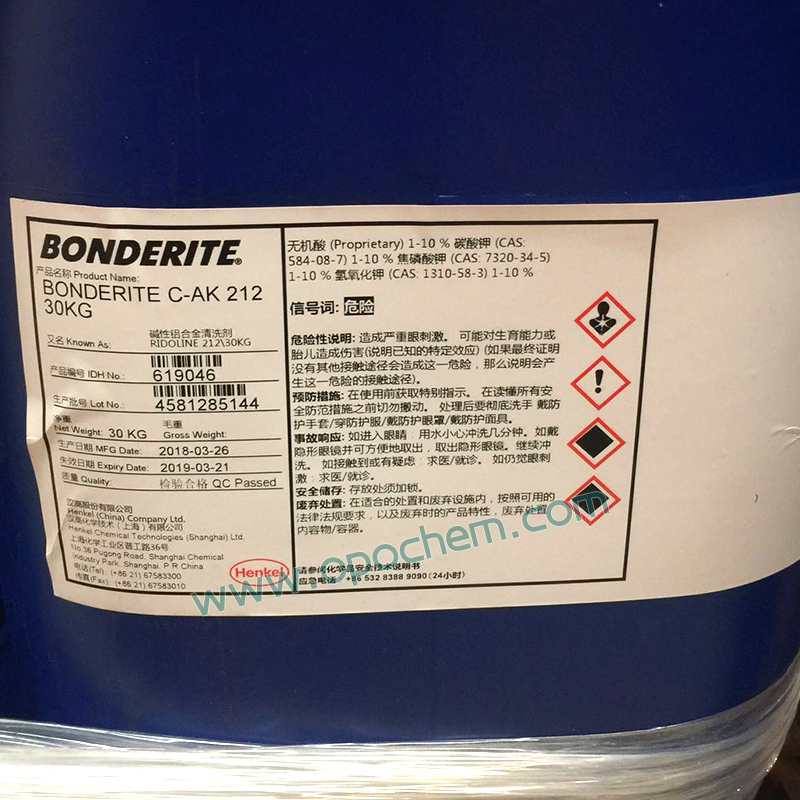 BONDERITE®
产品名称 Product Name:
BONDERITE C-AK 212
30KG
碱性铝合金清洗剂
又名 Known As: RIDOLINE 212\30KG
产品编号 IDH No.: 619046
生产批号 Lot No.: 4581285144
净重 毛重
Net Weight: 30 KG Gross Weight:
生产日期 MFG Date: 2018-03-26
失效日期 Expiry Date: 2019-03-21
质量 Quality: 检验合格 QC Passed
汉高股份有限公司
Henkel (China) Company Ltd.
汉高化学技术（上海）有限公司
Henkel Chemical Technologies (Shanghai) Ltd.
上海化学工业区普工路36号
No.36 Pugong Road, Shanghai Chemical
Industry Park, Shanghai, P.R.China
电话(Tel): (+86 21) 67583300
传真(Fax): (+86 21) 67583010
Henkel
无机酸 (Proprietary) 1-10 % 碳酸钾 (CAS:
584-08-7) 1-10 % 焦磷酸钾 (CAS: 7320-34-5)
1-10 % 氢氧化钾 (CAS: 1310-58-3) 1-10 %
信号词: 危险
危险性说明: 造成严重眼刺激。 可能对生育能力或
胎儿造成伤害(说明已知的特定效应) (如果最终证明
没有其他接触途径会造成这一危险，那么说明会产
生这一危险的接触途径)。
预防措施: 在使用前获取特别指示。 在读懂所有安
全防范措施之前切勿搬动。 处理后要彻底洗手 戴防
护手套/穿防护服/戴防护眼罩/戴防护面具。
事故响应: 如进入眼睛：用水小心冲洗几分钟。如戴
隐形眼镜并可方便地取出，取出隐形眼镜。继续冲
洗。 如接触到或有疑虑：求医/就诊。 如仍觉眼刺
激：求医/就诊。
安全储存: 存放处须加锁。
废弃处置: 在适合的处置和废弃设施内，按照可用的
法律法规要求，以及废弃时的产品特性，废弃处置
内容物/容器。
请参阅化学品安全技术说明书
应急电话：+86 532 8388 9090 (24小时)
www.opochem.com